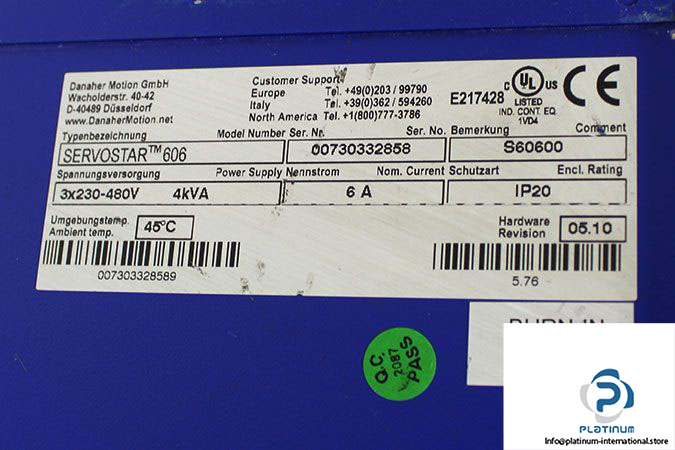 Danaher Motion GmbH
Wacholderstr. 40-42
D-40489 Düsseldorf
www.DanaherMotion.net
Customer Support
Europe Tel. +49(0)203 / 99790
Italy Tel. +39(0)362 / 594260
North America Tel. +1(800)777-3786
E217428
C UL US
LISTED
IND. CONT. EQ.
1VD4
CE
Typenbezeichnung Model Number
Ser. Nr. Ser. No.
Bemerkung Comment
SERVOSTAR™ 606
00730332858
S60600
Spannungsversorgung Power Supply
Nennstrom Nom. Current
Schutzart Encl. Rating
3x230-480V 4kVA
6 A
IP20
Umgebungstemp.
Ambient temp.
45°C
Hardware
Revision
05.10
007303328589
5.76
Q.C.
2087
PASS
PLATINUM
Info@platinum-international.store